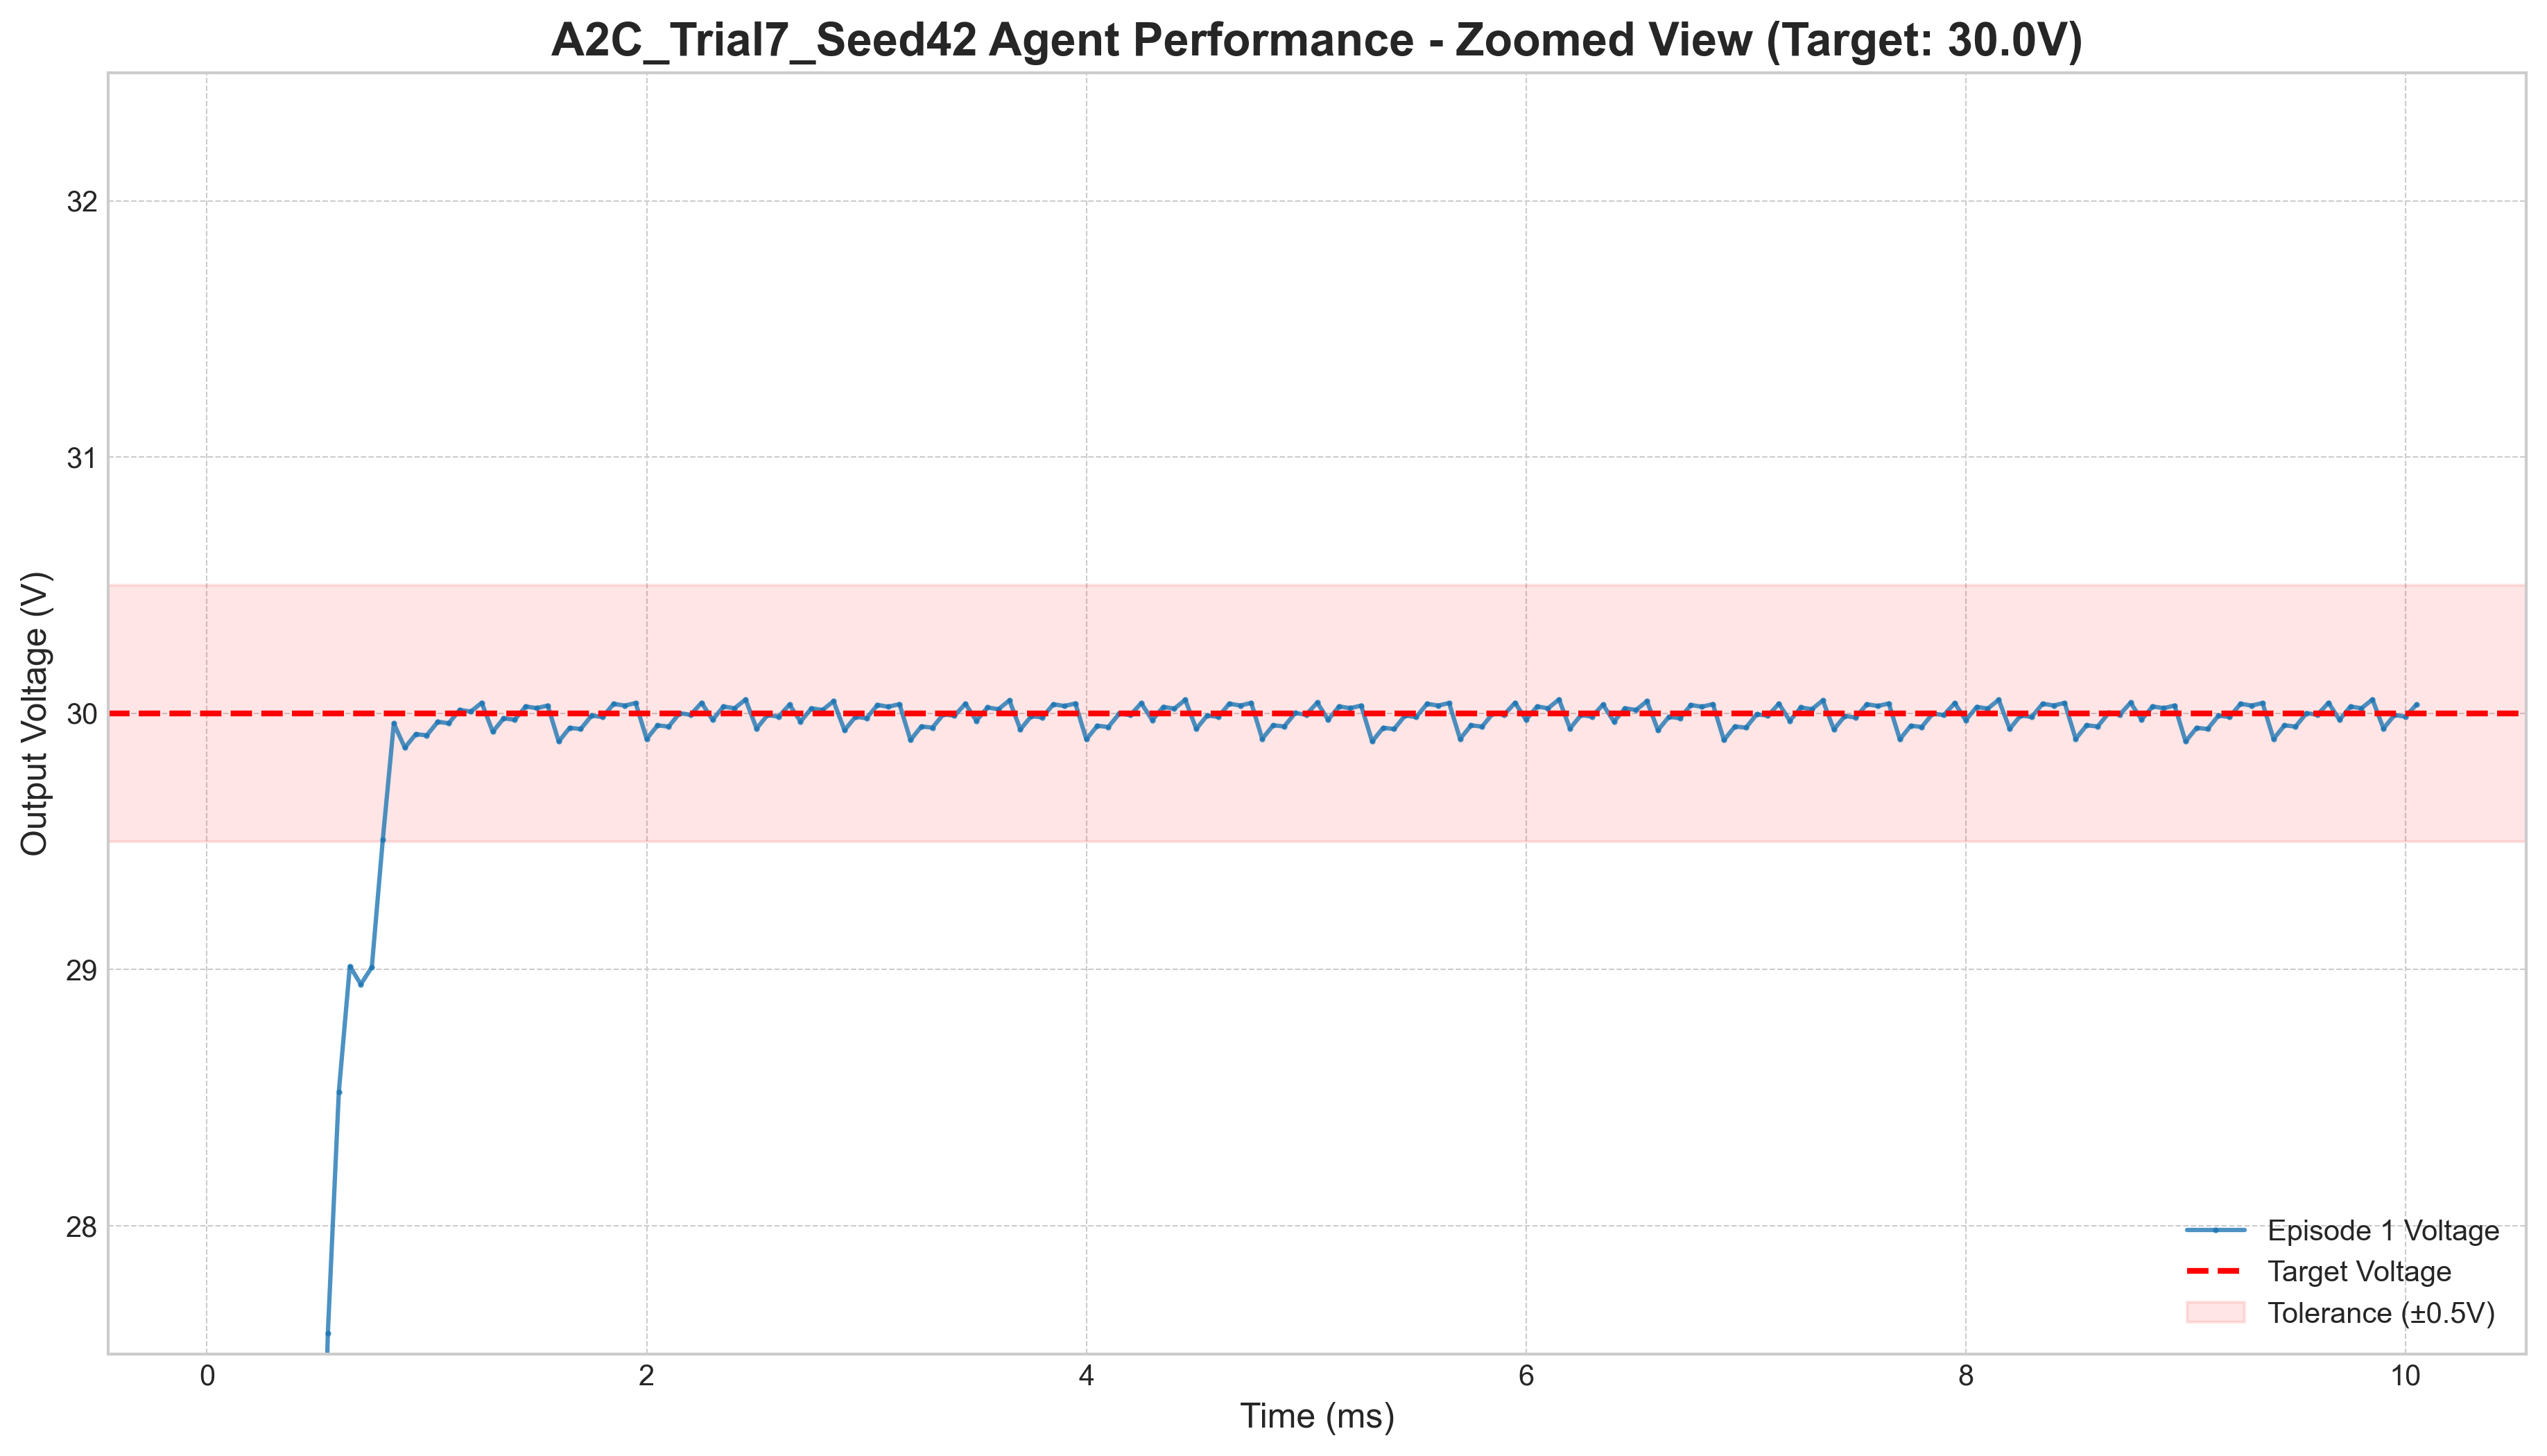 A2C_Trial7_Seed42 Agent Performance - Zoomed View (Target: 30.0V)
Output Voltage (V)
32
31
30
29
28
Episode 1 Voltage
Target Voltage
Tolerance (±0.5V)
0 2 4 6 8 10
Time (ms)